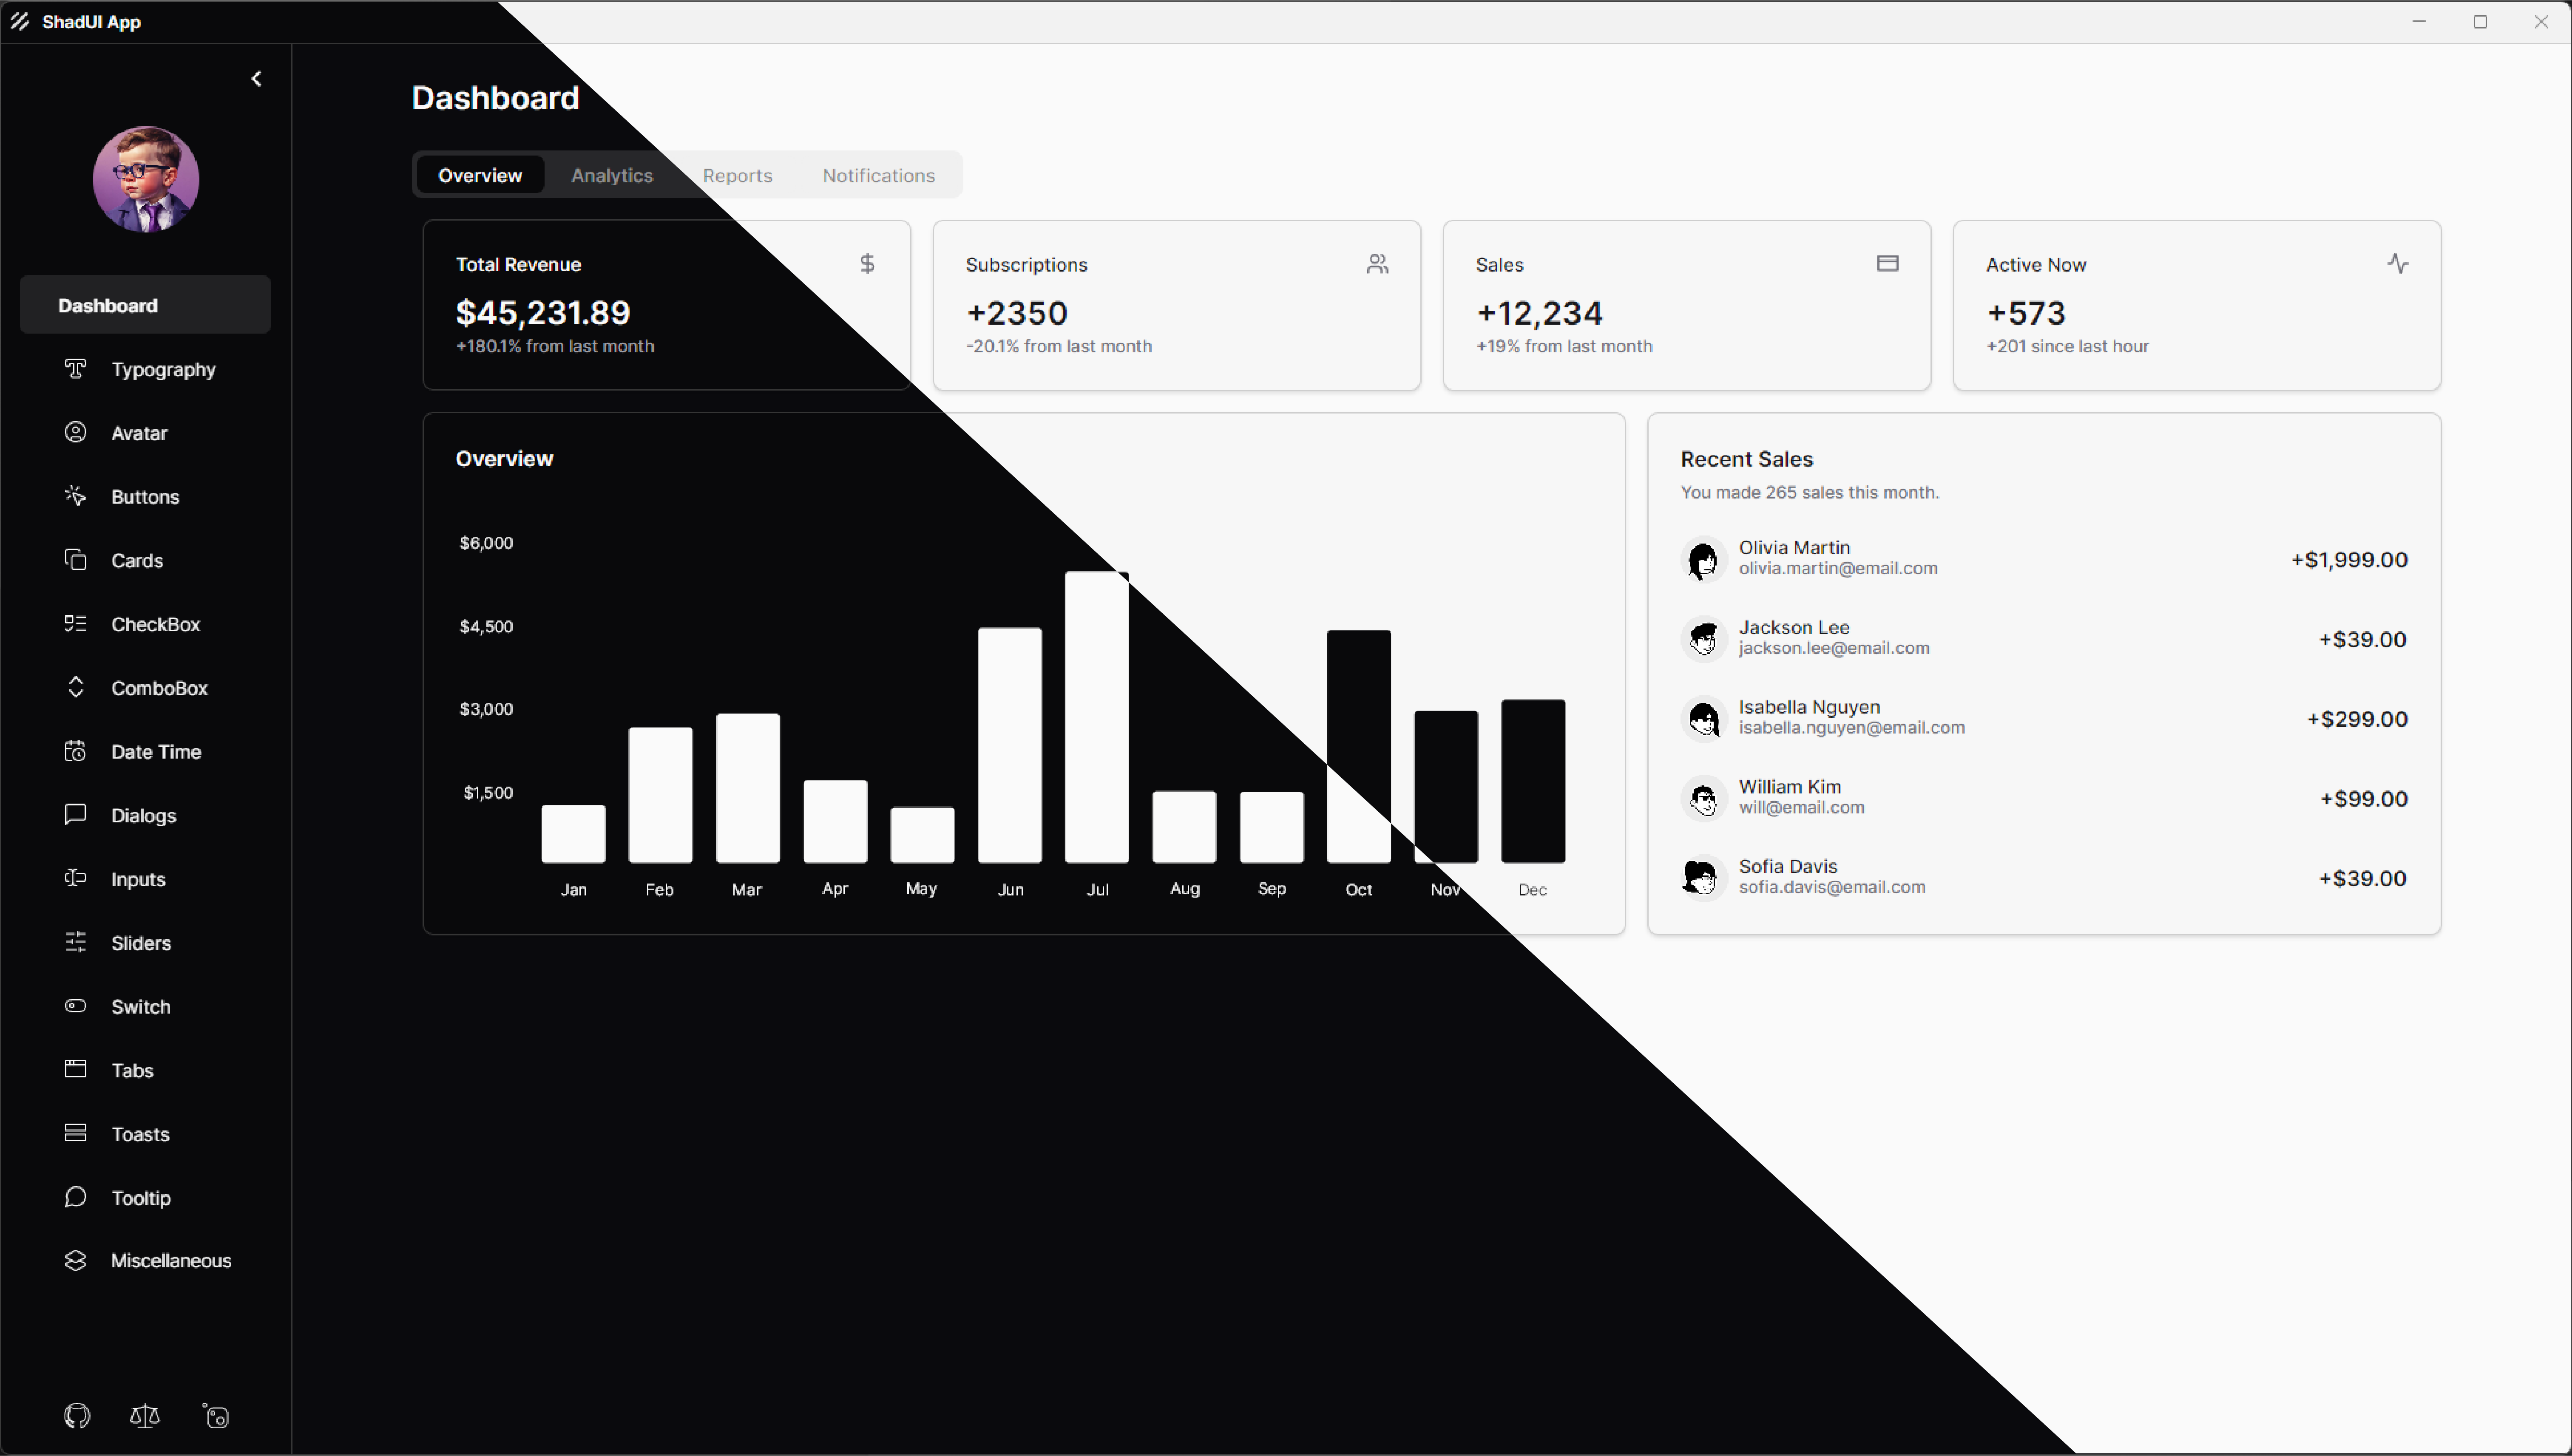 ShadUI App
Dashboard
Typography
Avatar
Buttons
Cards
CheckBox
ComboBox
Date Time
Dialogs
Inputs
Sliders
Switch
Tabs
Toasts
Tooltip
Miscellaneous
Dashboard
Overview Analytics Reports Notifications
Total Revenue
$45,231.89
+180.1% from last month
Subscriptions
+2350
-20.1% from last month
Sales
+12,234
+19% from last month
Active Now
+573
+201 since last hour
Overview
$6,000
$4,500
$3,000
$1,500
Jan Feb Mar Apr May Jun Jul Aug Sep Oct Nov Dec
Recent Sales
You made 265 sales this month.
Olivia Martin
olivia.martin@email.com
+$1,999.00
Jackson Lee
jackson.lee@email.com
+$39.00
Isabella Nguyen
isabella.nguyen@email.com
+$299.00
William Kim
will@email.com
+$99.00
Sofia Davis
sofia.davis@email.com
+$39.00